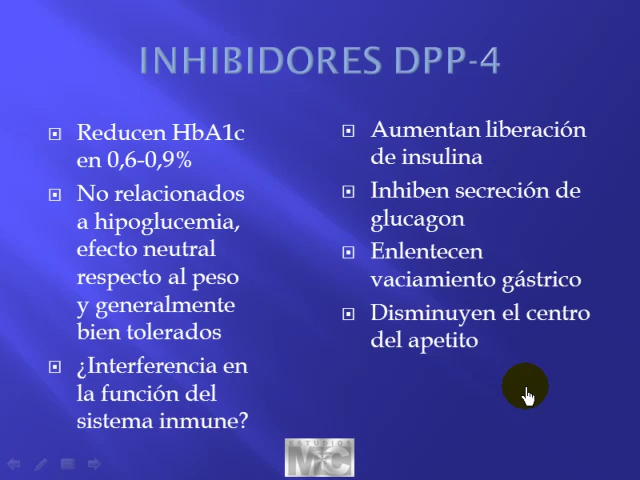 INHIBIDORES DPP-4
Reducen HbA1c
en 0,6-0,9%
No relacionados
a hipoglucemia,
efecto neutral
respecto al peso
y generalmente
bien tolerados
¿Interferencia en
la función del
sistema inmune?
Aumentan liberación
de insulina
Inhiben secreción de
glucagon
Enlentecen
vaciamiento gástrico
Disminuyen el centro
del apetito
ESTUDIOS
MC